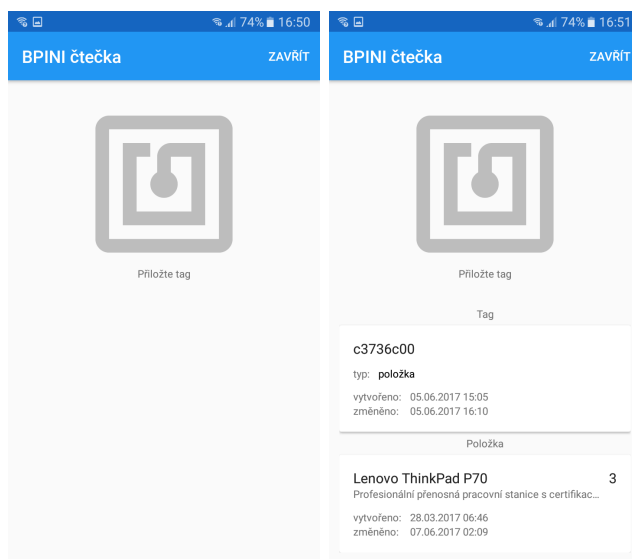 74% 16:50
BPINI čtečka ZAVŘÍT
Přiložte tag
74% 16:51
BPINI čtečka ZAVŘÍT
Přiložte tag
Tag
c3736c00
typ: položka
vytvořeno: 05.06.2017 15:05
změněno: 05.06.2017 16:10
Položka
Lenovo ThinkPad P70 3
Profesionální přenosná pracovní stanice s certifikac...
vytvořeno: 28.03.2017 06:46
změněno: 07.06.2017 02:09